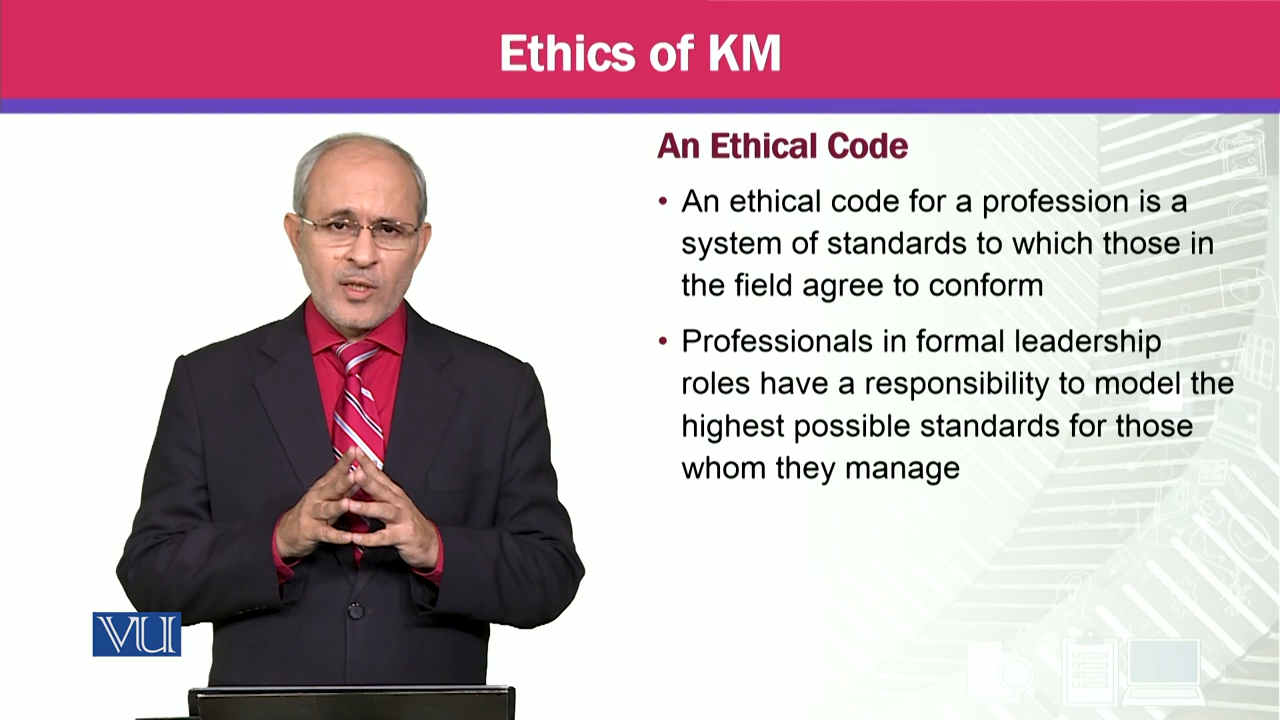 Ethics of KM
An Ethical Code
• An ethical code for a profession is a
system of standards to which those in
the field agree to conform
• Professionals in formal leadership
roles have a responsibility to model the
highest possible standards for those
whom they manage
VU